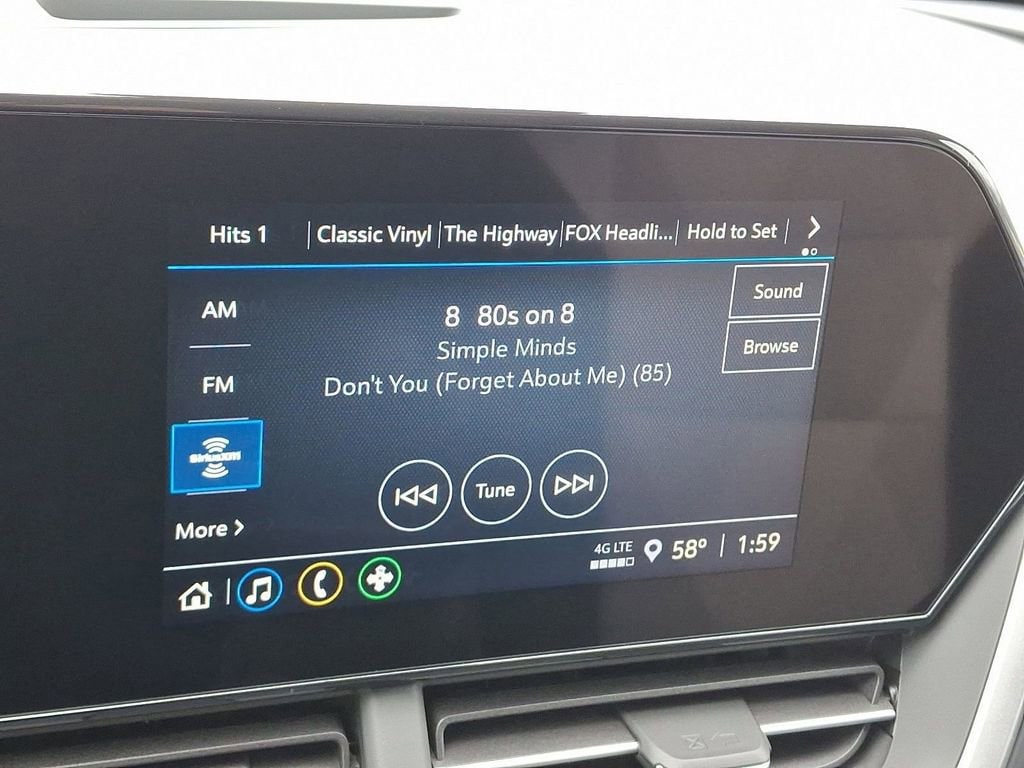 Hits 1 Classic Vinyl The Highway FOX Headli... Hold to Set
Sound
AM
8 80s on 8
Browse
Simple Minds
FM
Don't You (Forget About Me) (85)
SiriusXM
Tune
More
4G LTE
58° 1:59